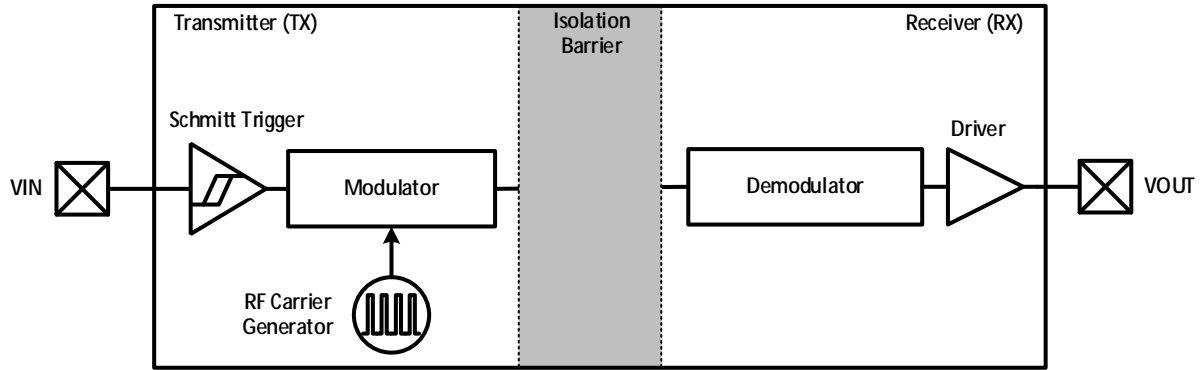 Transmitter (TX)
Isolation
Barrier
Receiver (RX)
Schmitt Trigger
Driver
VIN
Modulator
Demodulator
VOUT
RF Carrier
Generator